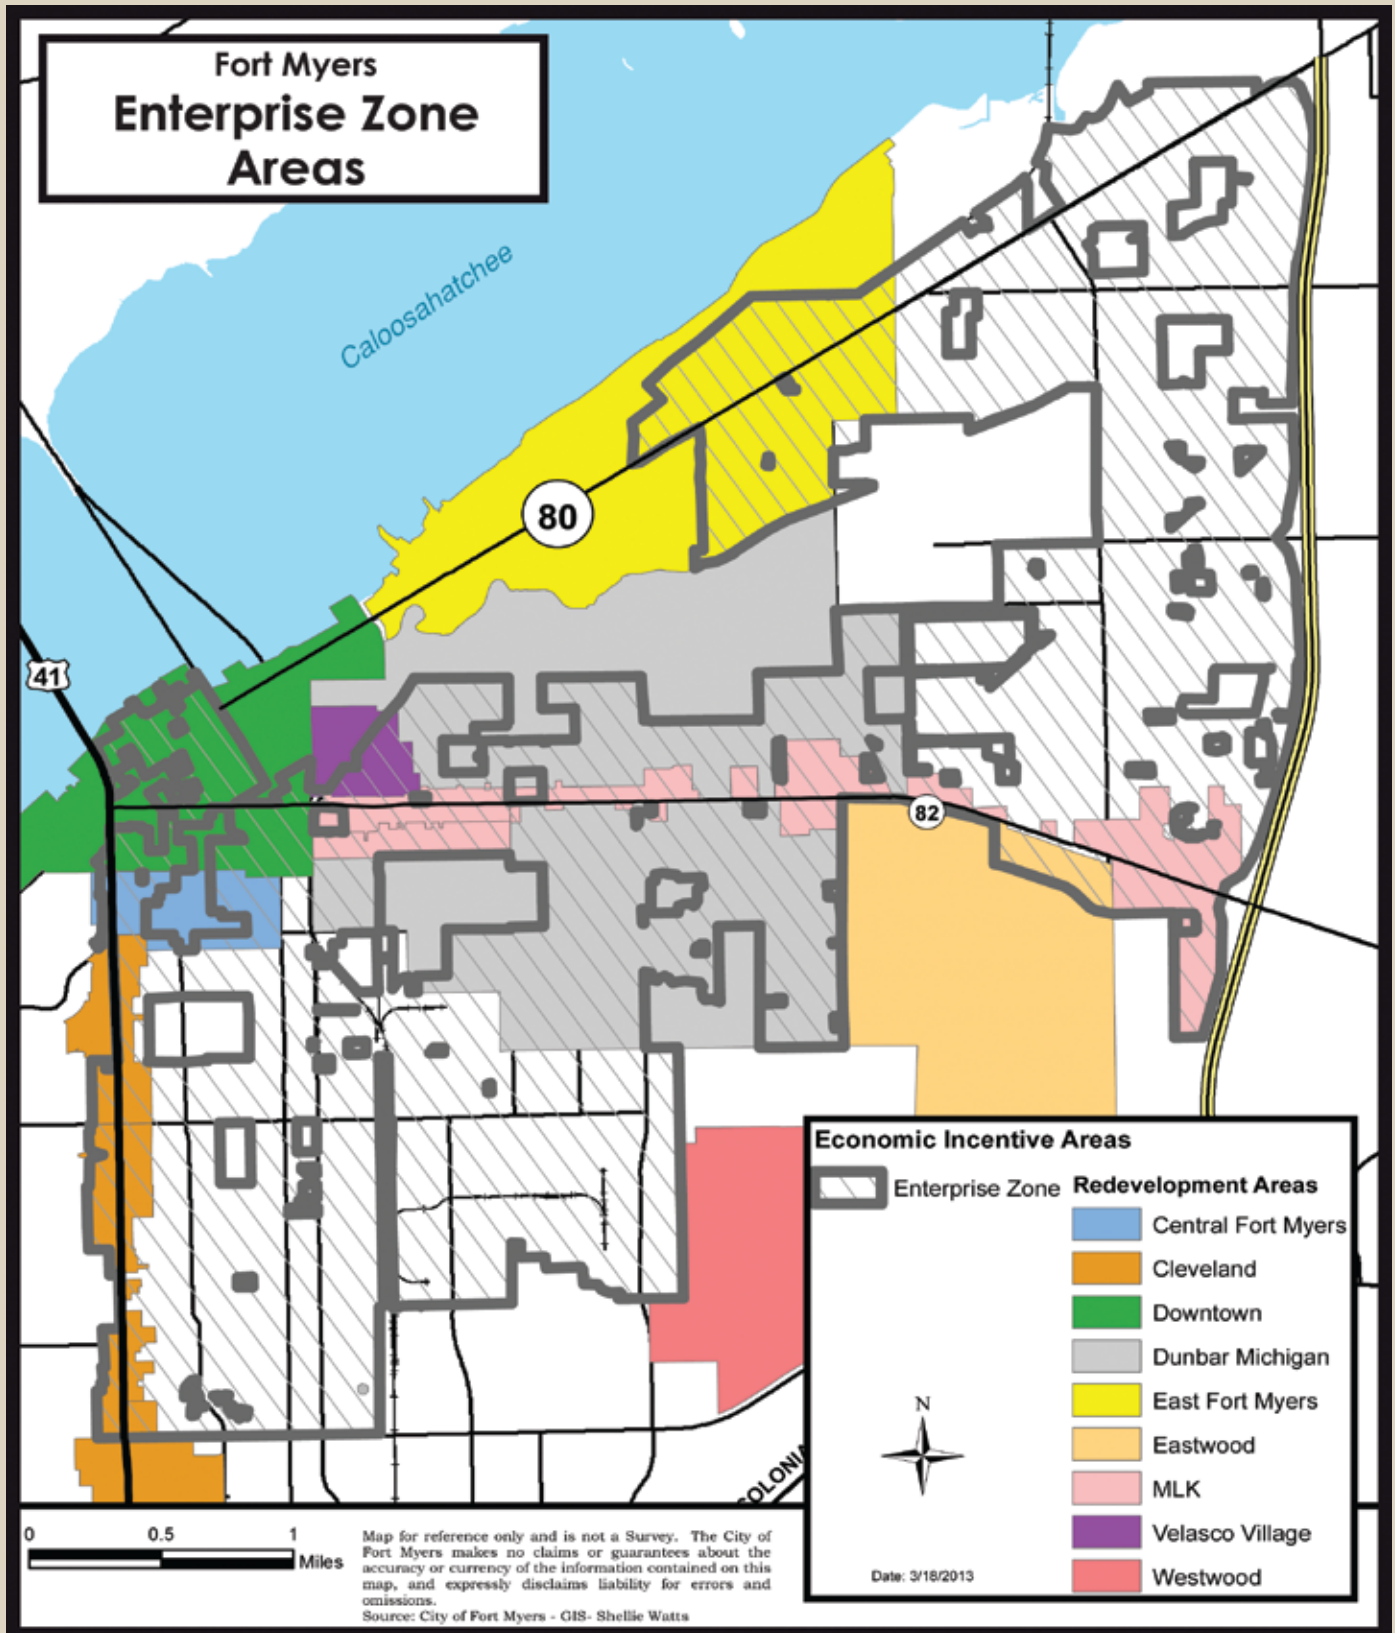 Fort Myers
Enterprise Zone
Areas
Caloosahatchee
80
41
82
Economic Incentive Areas
Enterprise Zone
Redevelopment Areas
Central Fort Myers
Cleveland
Downtown
Dunbar Michigan
East Fort Myers
Eastwood
MLK
Velasco Village
Westwood
N
Date: 3/18/2013
0 0.5 1
Miles
Map for reference only and is not a Survey. The City of
Fort Myers makes no claims or guarantees about the
accuracy or currency of the information contained on this
map, and expressly disclaims liability for errors and
omissions.
Source: City of Fort Myers - GIS- Shellie Watts